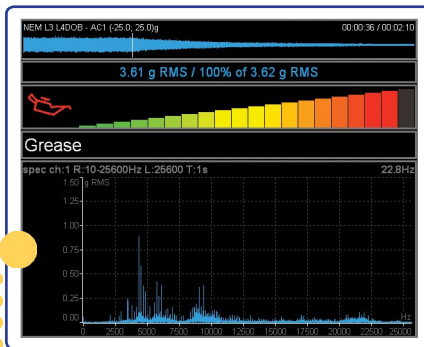 NEM L3 L4DOB - AC1 (-25.0; 25.0)g 00:00:36 / 00:02:10
3.61 g RMS / 100% of 3.62 g RMS
Grease
spec ch:1 R:10-25600Hz L:25600 T:1s 22.8Hz
1.50 g RMS
1.25
1.00
0.75
0.50
0.25
0.00 Hz
0 2500 5000 7500 10000 12500 15000 17500 20000 22500 25000